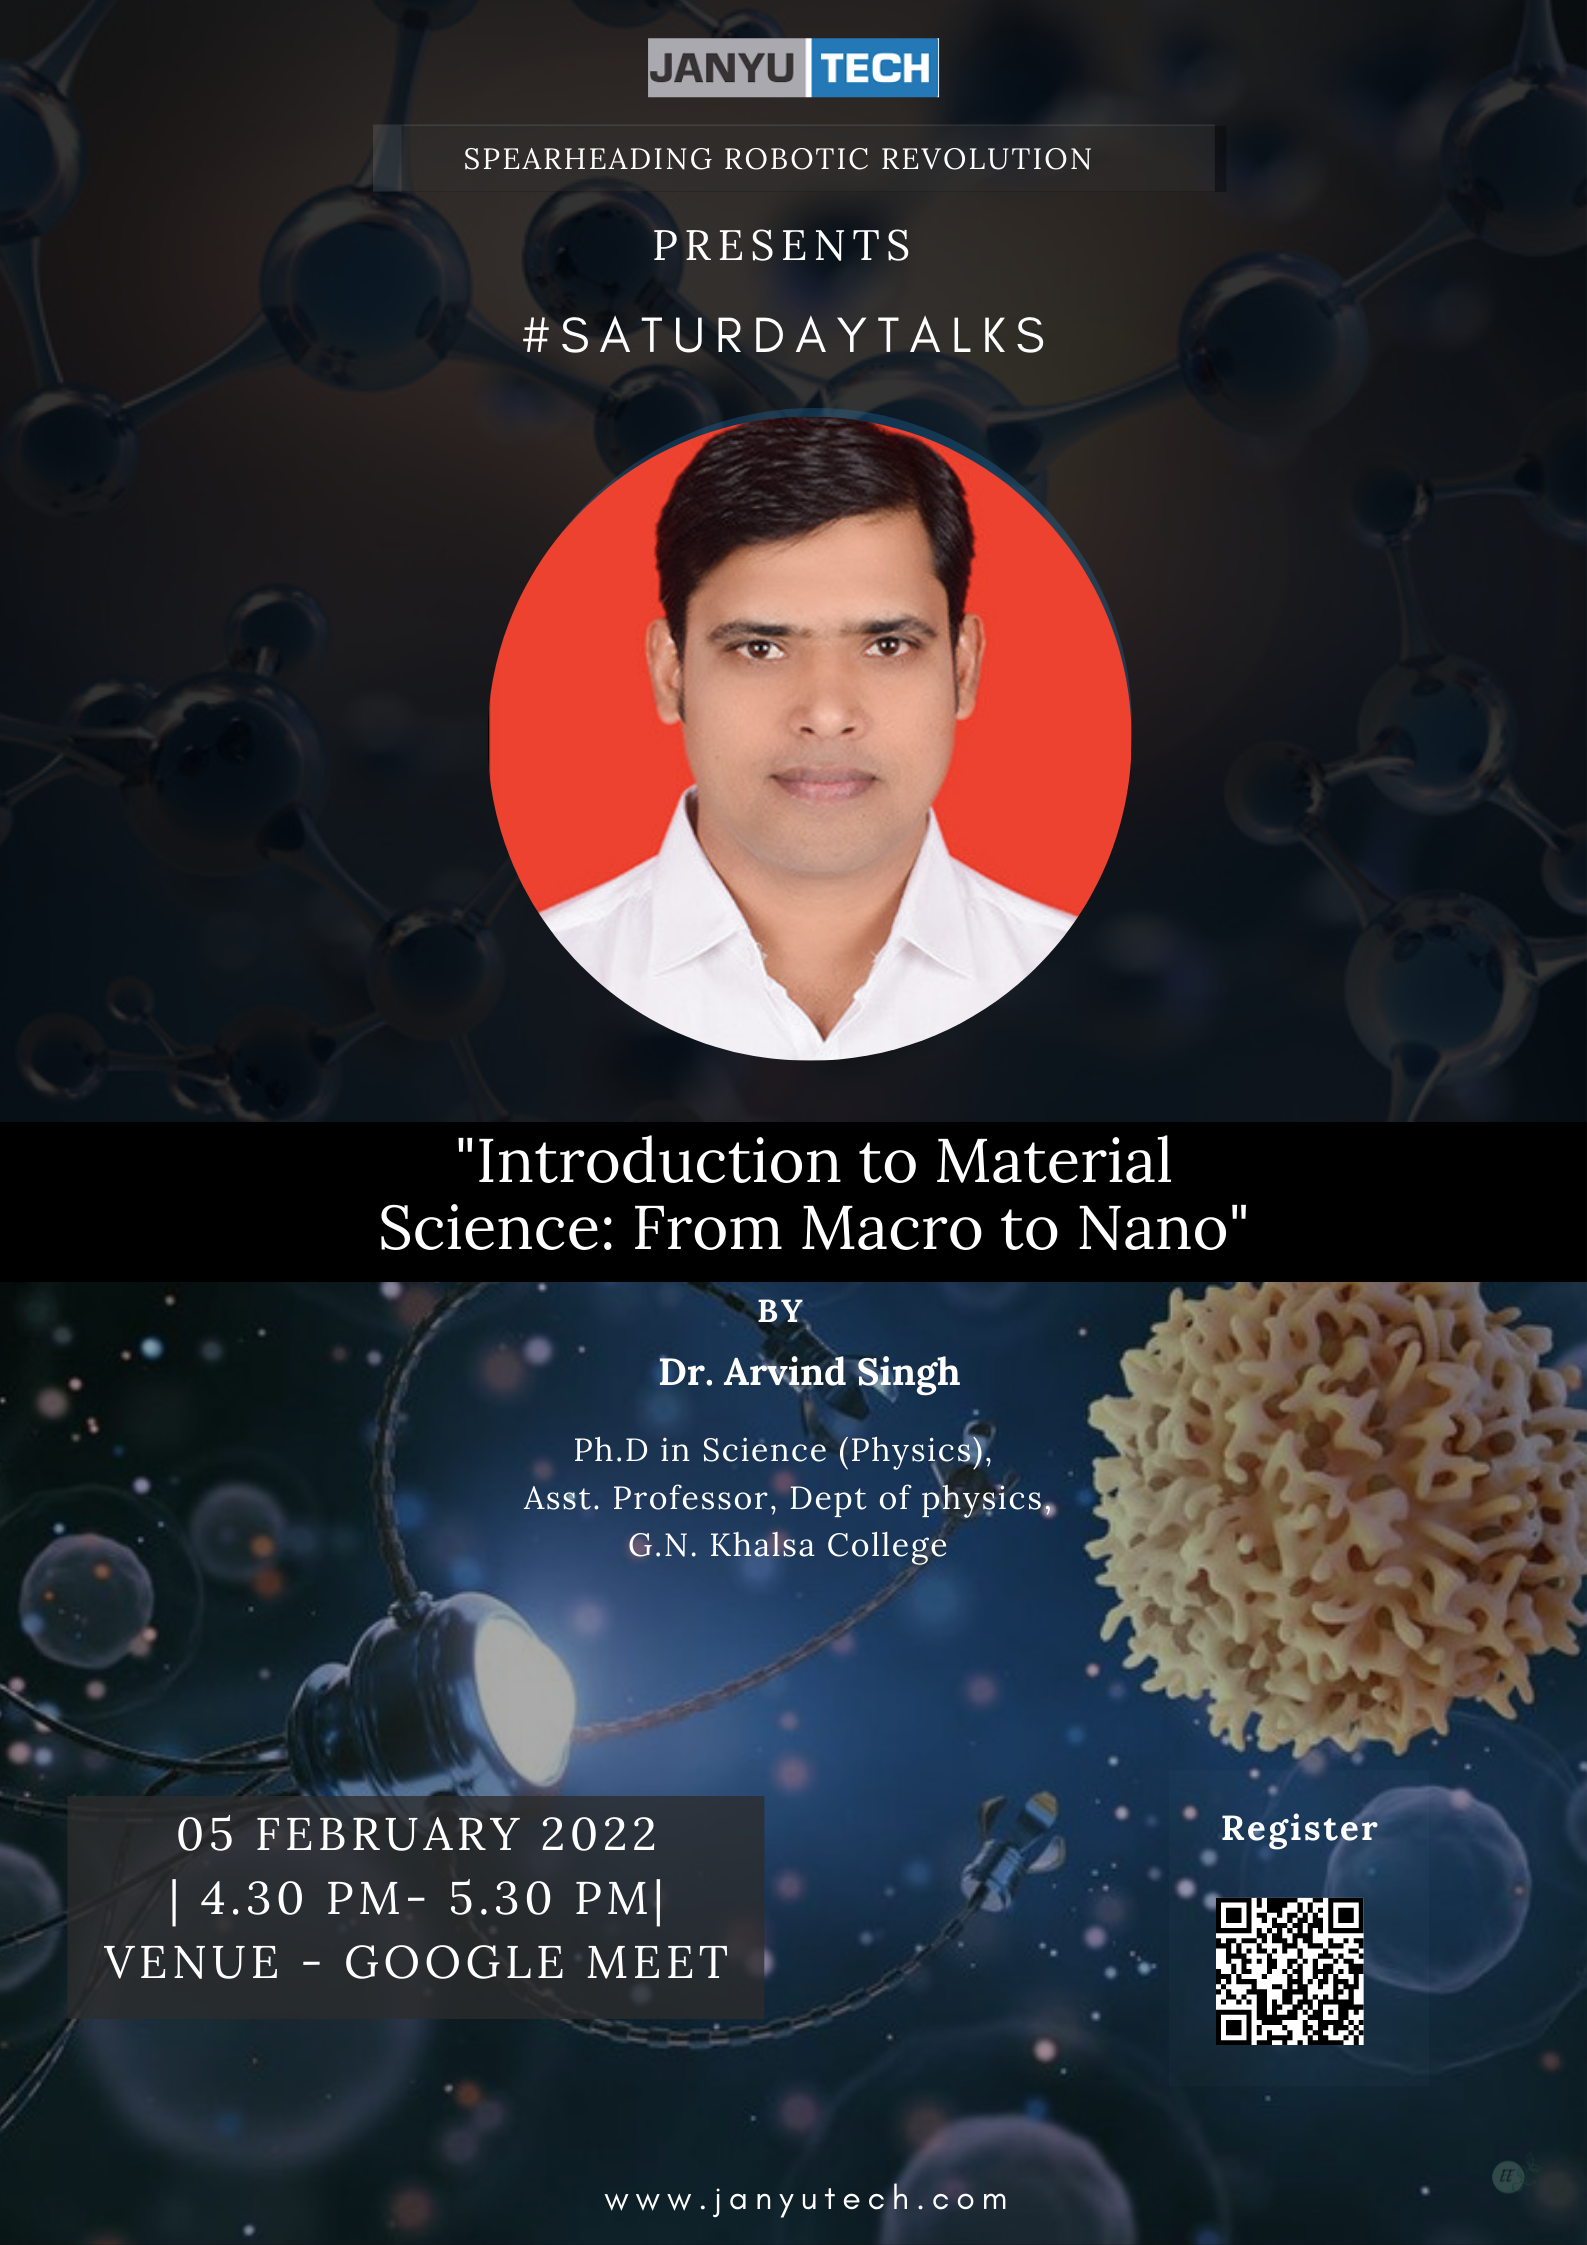 JANYU TECH
SPEARHEADING ROBOTIC REVOLUTION
PRESENTS
#SATURDAYTALKS
"Introduction to Material
Science: From Macro to Nano"
BY
Dr. Arvind Singh
Ph.D in Science (Physics),
Asst. Professor, Dept of physics,
G.N. Khalsa College
05 FEBRUARY 2022
| 4.30 PM- 5.30 PM|
VENUE - GOOGLE MEET
Register
EE
www.janyutech.com